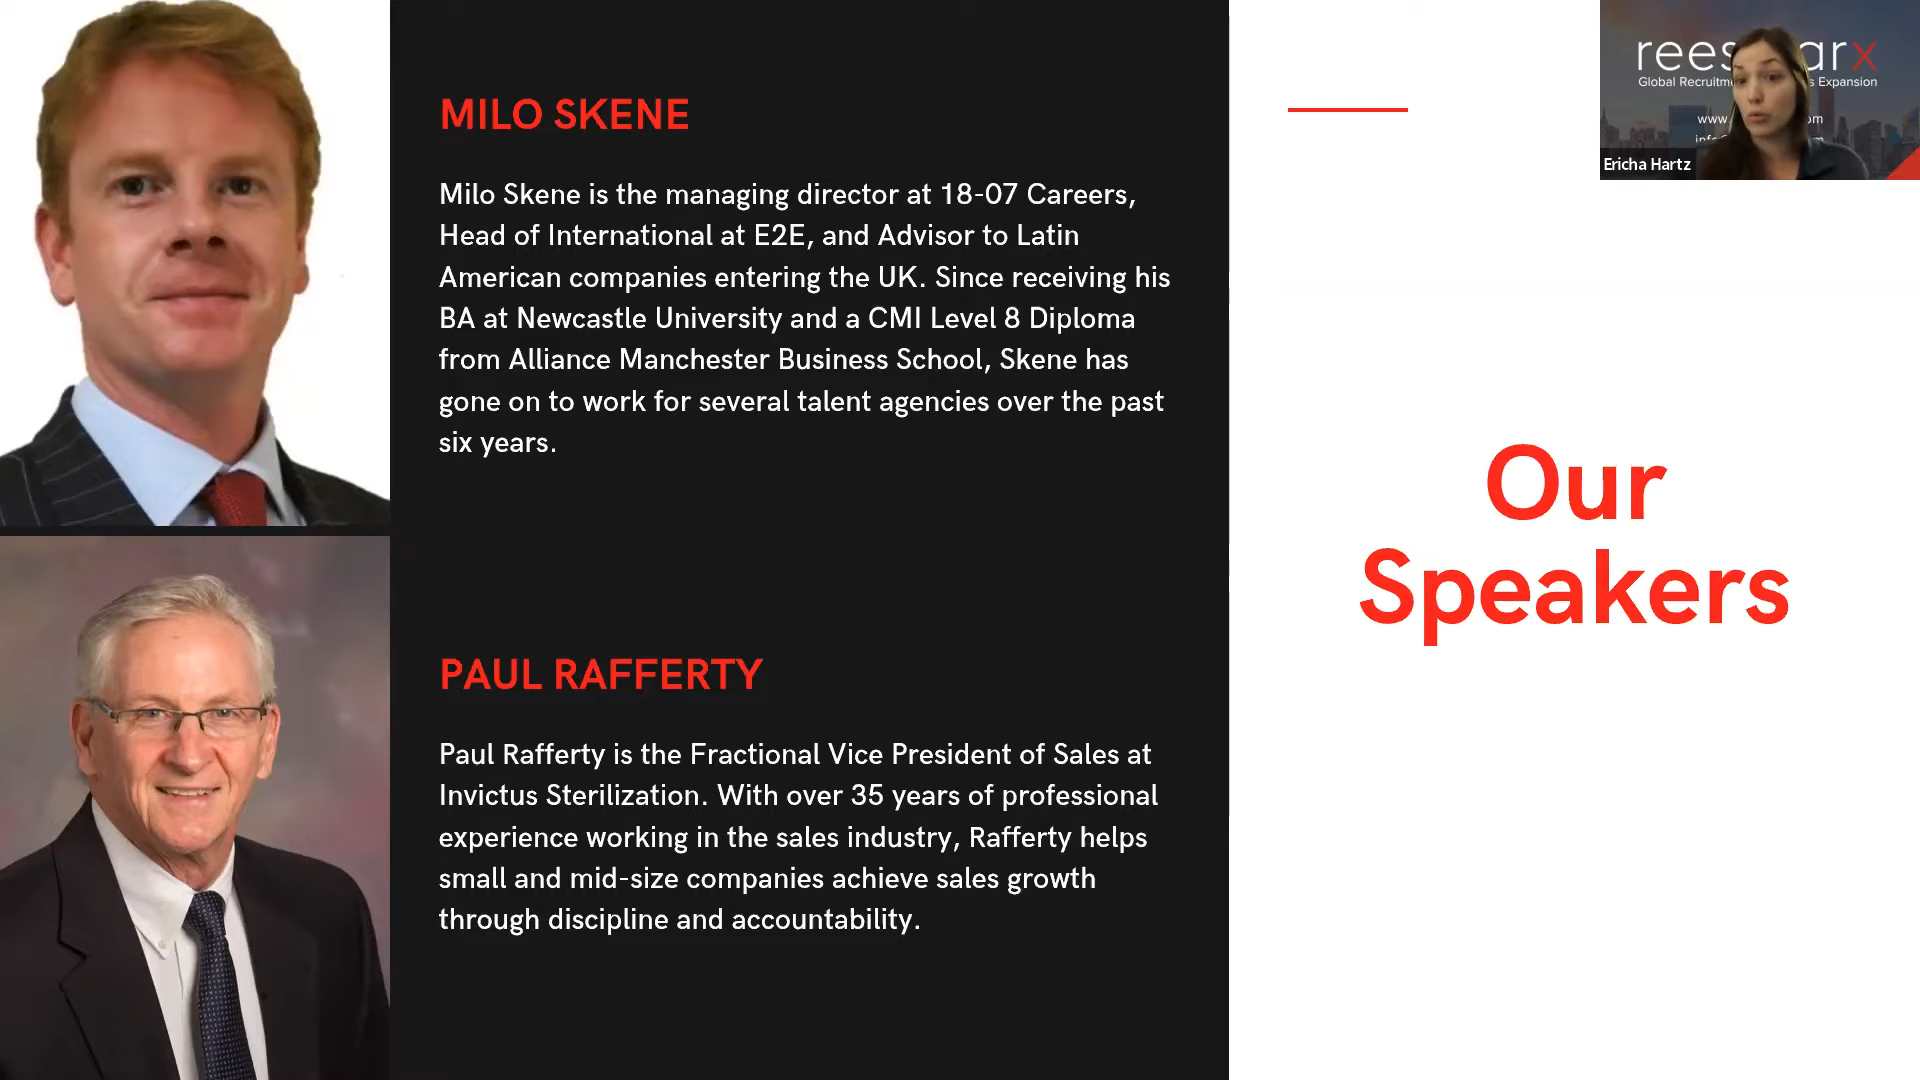 MILO SKENE
Milo Skene is the managing director at 18-07 Careers,
Head of International at E2E, and Advisor to Latin
American companies entering the UK. Since receiving his
BA at Newcastle University and a CMI Level 8 Diploma
from Alliance Manchester Business School, Skene has
gone on to work for several talent agencies over the past
six years.
PAUL RAFFERTY
Paul Rafferty is the Fractional Vice President of Sales at
Invictus Sterilization. With over 35 years of professional
experience working in the sales industry, Rafferty helps
small and mid-size companies achieve sales growth
through discipline and accountability.
Our
Speakers
Global Expansion
www.
Ericha Hartz